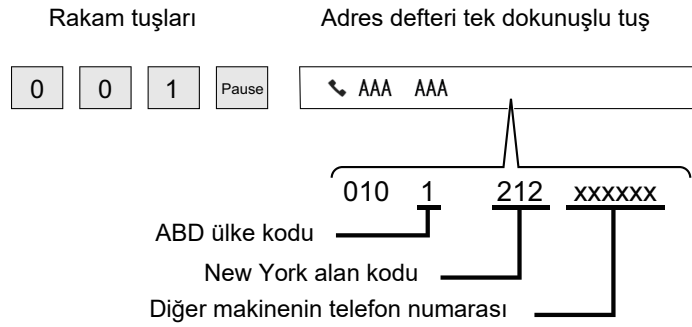 Rakam tuşları Adres defteri tek dokunuşlu tuş
0 0 1 Pause AAA AAA
010 1 212 xxxxxx
ABD ülke kodu
New York alan kodu
Diğer makinenin telefon numarası